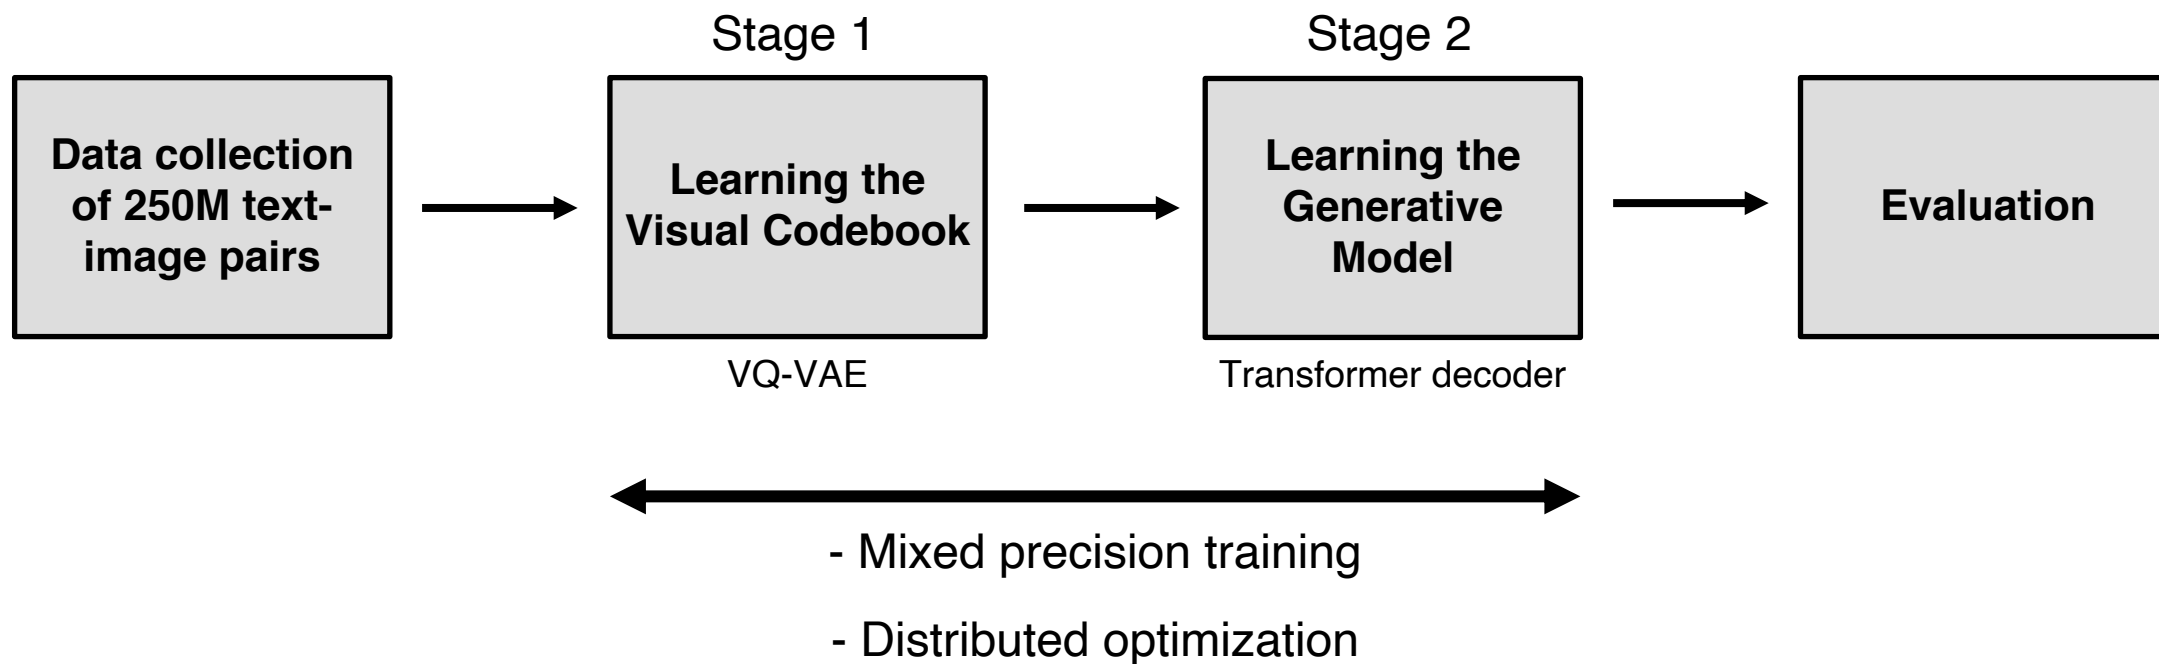 Stage 1
Stage 2
Data collection
of 250M text-
image pairs
Learning the
Visual Codebook
Learning the
Generative
Model
Evaluation
VQ-VAE
Transformer decoder
- Mixed precision training
- Distributed optimization